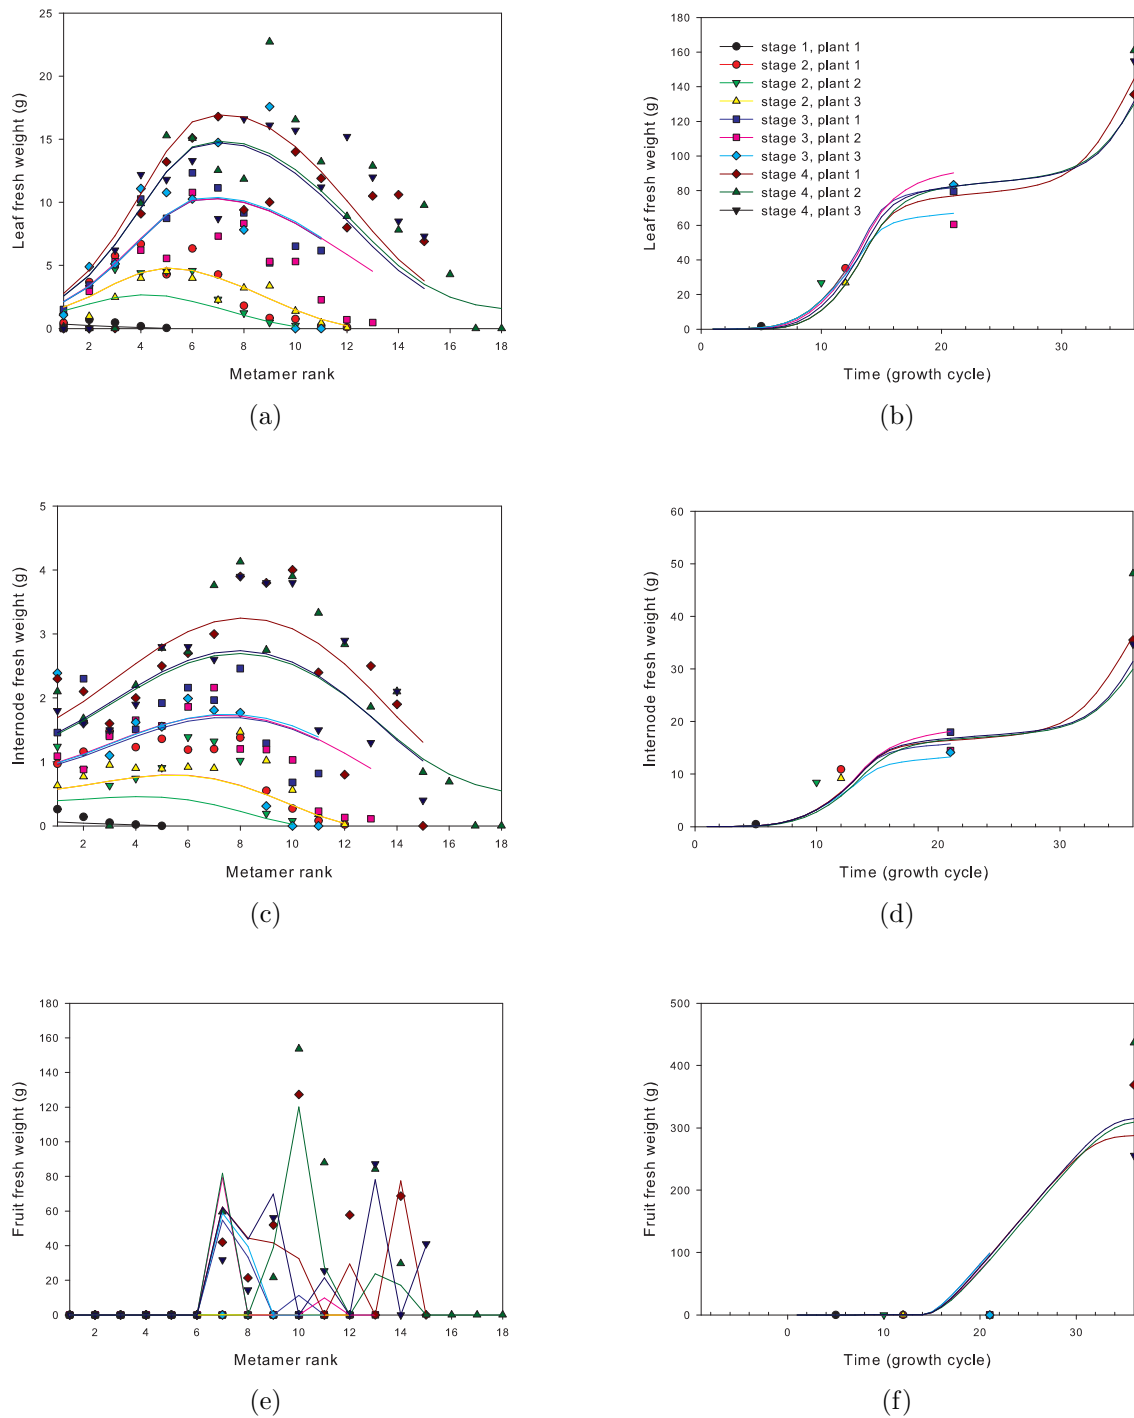 25
20
15
10
5
0
2 4 6 8 10 12 14 16 18
Leaf fresh weight (g)
Metamer rank
(a)
180
160
140
120
100
80
60
40
20
0
0 10 20 30
Leaf fresh weight (g)
Time (growth cycle)
stage 1, plant 1
stage 2, plant 1
stage 2, plant 2
stage 2, plant 3
stage 3, plant 1
stage 3, plant 2
stage 3, plant 3
stage 4, plant 1
stage 4, plant 2
stage 4, plant 3
(b)
5
4
3
2
1
0
2 4 6 8 10 12 14 16 18
Internode fresh weight (g)
Metamer rank
(c)
60
50
40
30
20
10
0
0 10 20 30
Internode fresh weight (g)
Time (growth cycle)
(d)
180
160
140
120
100
80
60
40
20
0
2 4 6 8 10 12 14 16 18
Fruit fresh weight (g)
Metamer rank
(e)
500
400
300
200
100
0
0 10 20 30
Fruit fresh weight (g)
Time (growth cycle)
(f)